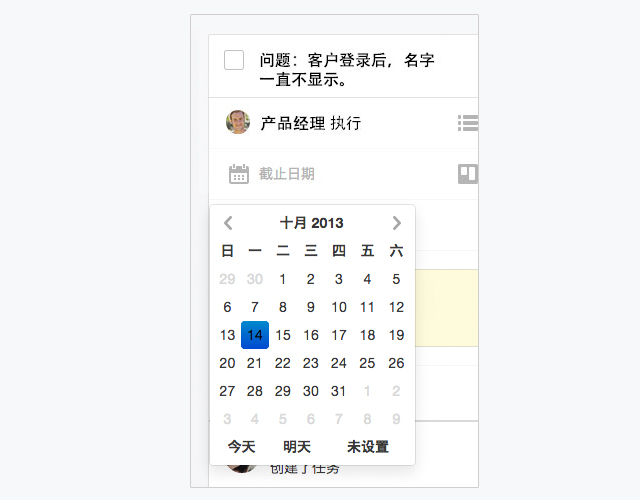 问题：客户登录后，名字
一直不显示。
产品经理 执行
截止日期
十月 2013
日 一 二 三 四 五 六
29 30 1 2 3 4 5
6 7 8 9 10 11 12
13 14 15 16 17 18 19
20 21 22 23 24 25 26
27 28 29 30 31 1 2
3 4 5 6 7 8 9
今天 明天 未设置
创建了任务